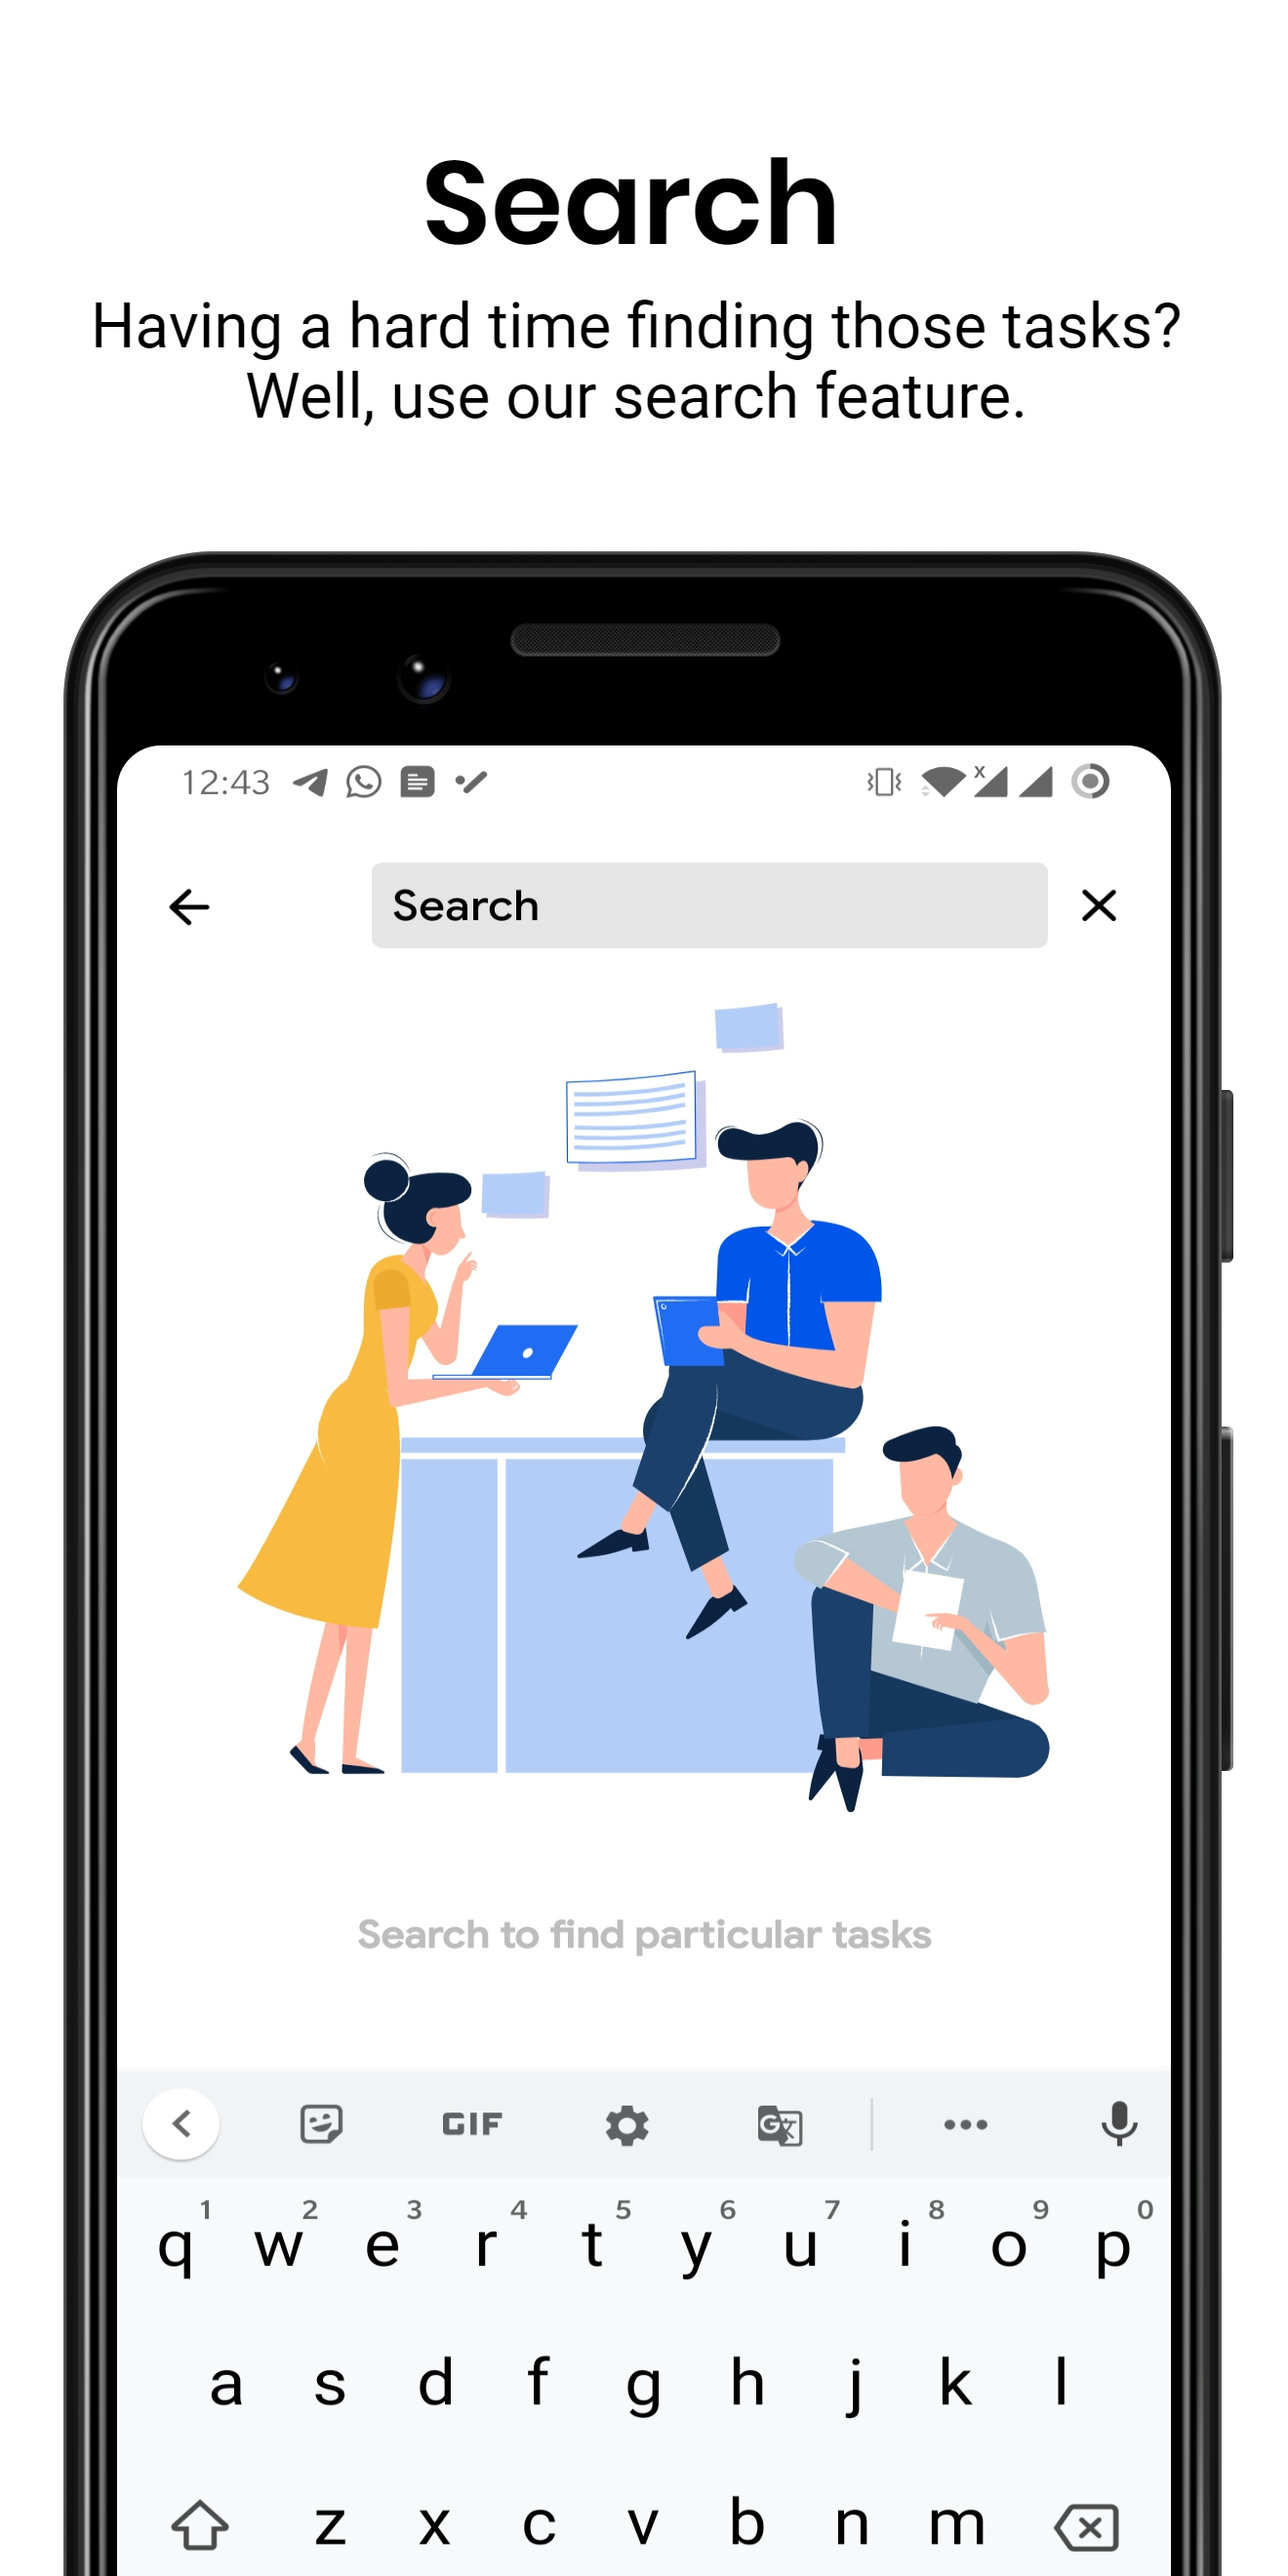 Search
Having a hard time finding those tasks?
Well, use our search feature.
12:43
Search
Search to find particular tasks
GIF
1 2 3 4 5 6 7 8 9 0
q w e r t y u i o p
a s d f g h j k l
z x c v b n m